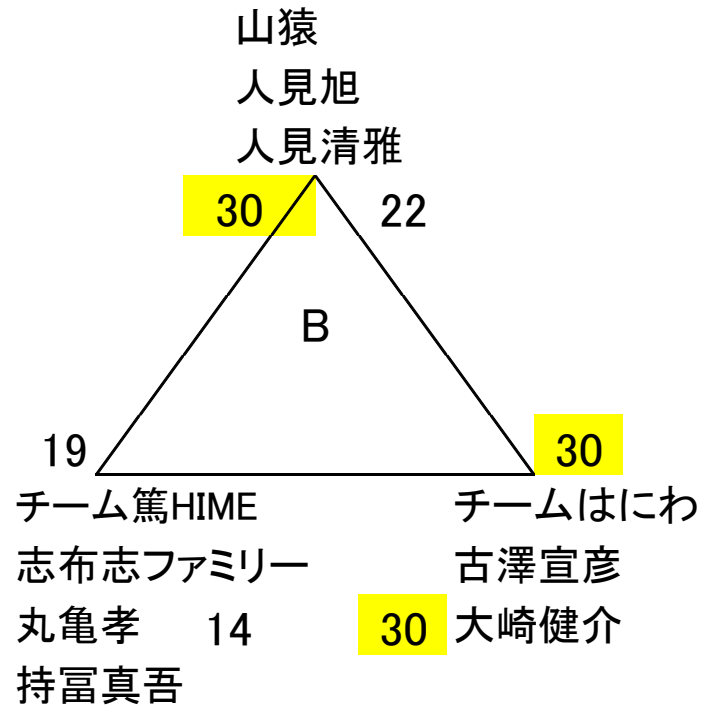 山猿
人見旭
人見清雅
30 22
B
19 30
チーム篤HIME チームはにわ
志布志ファミリー 古澤宣彦
丸亀孝 14 30 大崎健介
持冨真吾